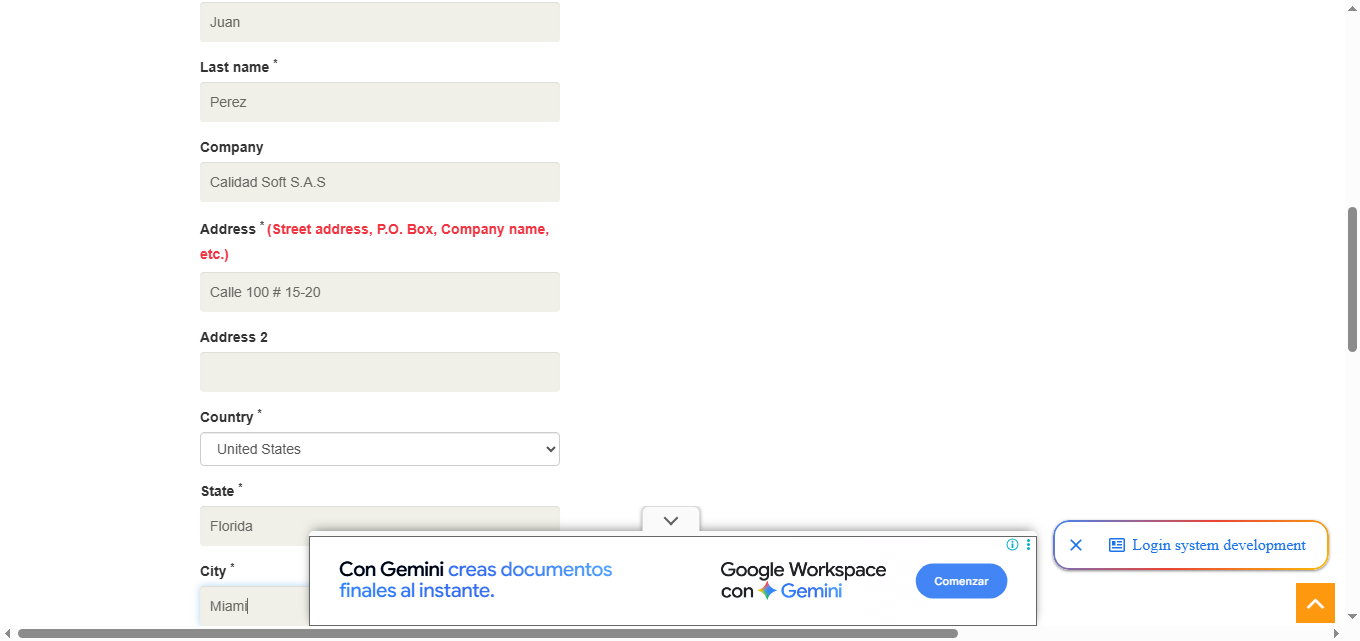 Juan
Last name *
Perez
Company
Calidad Soft S.A.S
Address * (Street address, P.O. Box, Company name,
etc.)
Calle 100 # 15-20
Address 2
Country *
United States
State *
Florida
City *
Miami
Con Gemini creas documentos
finales al instante.
Google Workspace
con Gemini
Comenzar
Login system development